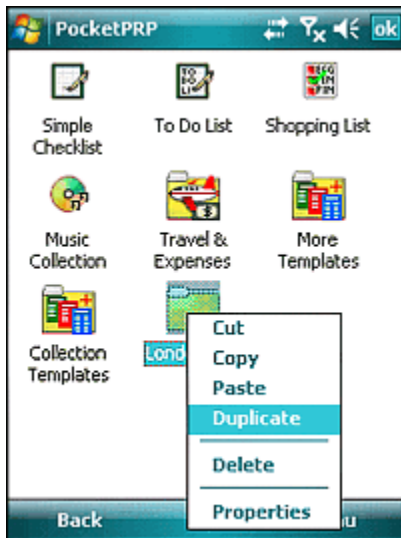 PocketPRP ok
Simple
Checklist
To Do List
Shopping List
Music
Collection
Travel &
Expenses
More
Templates
Collection
Templates
Cut
Copy
Paste
Duplicate
Delete
Properties
Back